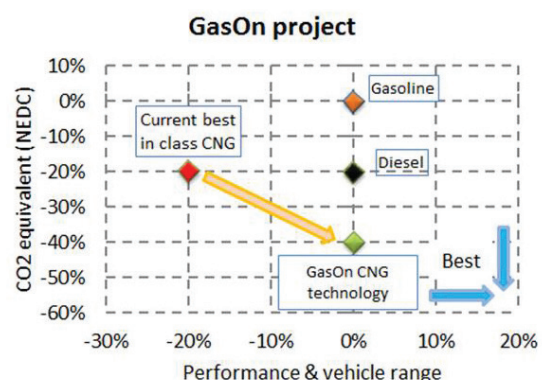 GasOn project
CO2 equivalent (NEDC)
10%
0%
-10%
-20%
-30%
-40%
-50%
-60%
Gasoline
Current best
in class CNG
Diesel
GasOn CNG
technology
Best
-30%
-20%
-10%
0%
10%
20%
Performance & vehicle range